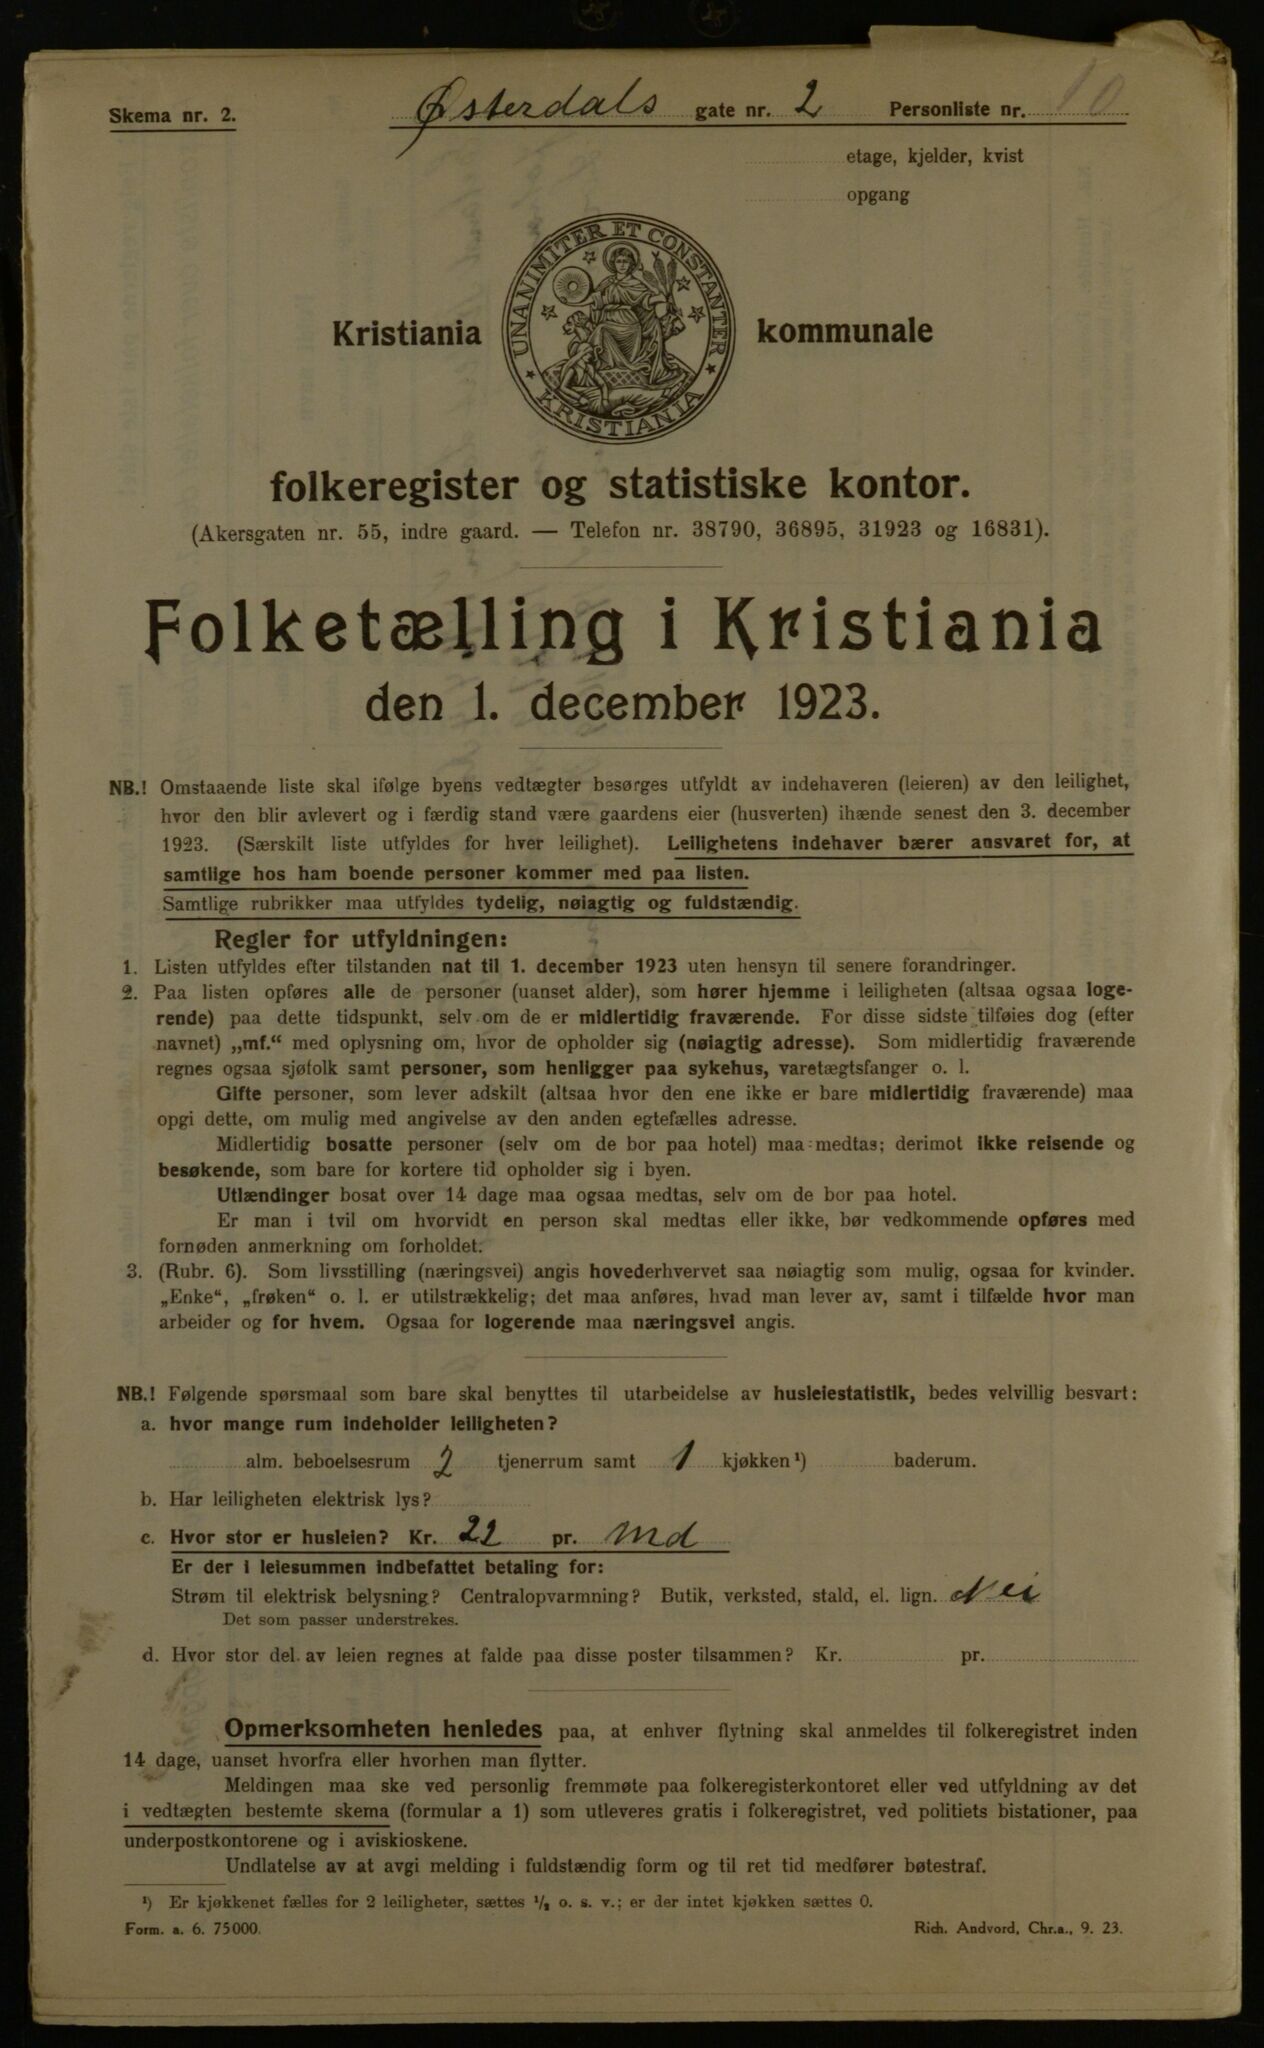 Skema nr. 2.
Østerdals gate nr. 2 Personliste nr. 10
etage, kjelder, kvist
opgang
UNANIMITER ET CONSTANTER
KRISTIANIA
Kristiania kommunale
folkeregister og statistiske kontor.
(Akersgaten nr. 55, indre gaard. — Telefon nr. 38790, 36895, 31923 og 16831).
Folketælling i Kristiania
den 1. december 1923.
NB.! Omstaaende liste skal ifølge byens vedtægter besørges utfyldt av indehaveren (leieren) av den leilighet,
hvor den blir avlevert og i færdig stand være gaardens eier (husverten) ihænde senest den 3. december
1923. (Særskilt liste utfyldes for hver leilighet). Leilighetens indehaver bærer ansvaret for, at
samtlige hos ham boende personer kommer med paa listen.
Samtlige rubrikker maa utfyldes tydelig, nøiagtig og fuldstændig.
Regler for utfyldningen:
1. Listen utfyldes efter tilstanden nat til 1. december 1923 uten hensyn til senere forandringer.
2. Paa listen opføres alle de personer (uanset alder), som hører hjemme i leiligheten (altsaa ogsaa loge-
rende) paa dette tidspunkt, selv om de er midlertidig fraværende. For disse sidste tilføies dog (efter
navnet) „mf.“ med oplysning om, hvor de opholder sig (nøiagtig adresse). Som midlertidig fraværende
regnes ogsaa sjøfolk samt personer, som henligger paa sykehus, varetægtsfanger o. l.
Gifte personer, som lever adskilt (altsaa hvor den ene ikke er bare midlertidig fraværende) maa
opgi dette, om mulig med angivelse av den anden egtefælles adresse.
Midlertidig bosatte personer (selv om de bor paa hotel) maa medtas; derimot ikke reisende og
besøkende, som bare for kortere tid opholder sig i byen.
Utlændinger bosat over 14 dage maa ogsaa medtas, selv om de bor paa hotel.
Er man i tvil om hvorvidt en person skal medtas eller ikke, bør vedkommende opføres med
fornøden anmerkning om forholdet.
3. (Rubr. 6). Som livsstilling (næringsvei) angis hovederhvervet saa nøiagtig som mulig, ogsaa for kvinder.
„Enke“, „frøken“ o. l. er utilstrækkelig; det maa anføres, hvad man lever av, samt i tilfælde hvor man
arbeider og for hvem. Ogsaa for logerende maa næringsvei angis.
NB.! Følgende spørsmaal som bare skal benyttes til utarbeidelse av husleiestatistik, bedes velvillig besvart:
a. hvor mange rum indeholder leiligheten?
alm. beboelsesrum 2 tjenerrum samt 1 kjøkken¹) baderum.
b. Har leiligheten elektrisk lys?
c. Hvor stor er husleien? Kr. 22 pr. Md
Er der i leiesummen indbefattet betaling for:
Strøm til elektrisk belysning? Centralopvarmning? Butik, verksted, stald, el. lign. Nei
Det som passer understrekes.
d. Hvor stor del av leien regnes at falde paa disse poster tilsammen? Kr. pr.
Opmerksomheten henledes paa, at enhver flytning skal anmeldes til folkeregistret inden
14 dage, uanset hvorfra eller hvorhen man flytter.
Meldingen maa ske ved personlig fremmøte paa folkeregisterkontoret eller ved utfyldning av det
i vedtægten bestemte skema (formular a 1) som utleveres gratis i folkeregistret, ved politiets bistationer, paa
underpostkontorene og i aviskioskene.
Undlatelse av at avgi melding i fuldstændig form og til ret tid medfører bøtestraf.
¹) Er kjøkkenet fælles for 2 leiligheter, sættes ½ o. s. v.; er der intet kjøkken sættes 0.
Form. a. 6. 75000.
Rich. Andvord, Chr.a., 9. 23.